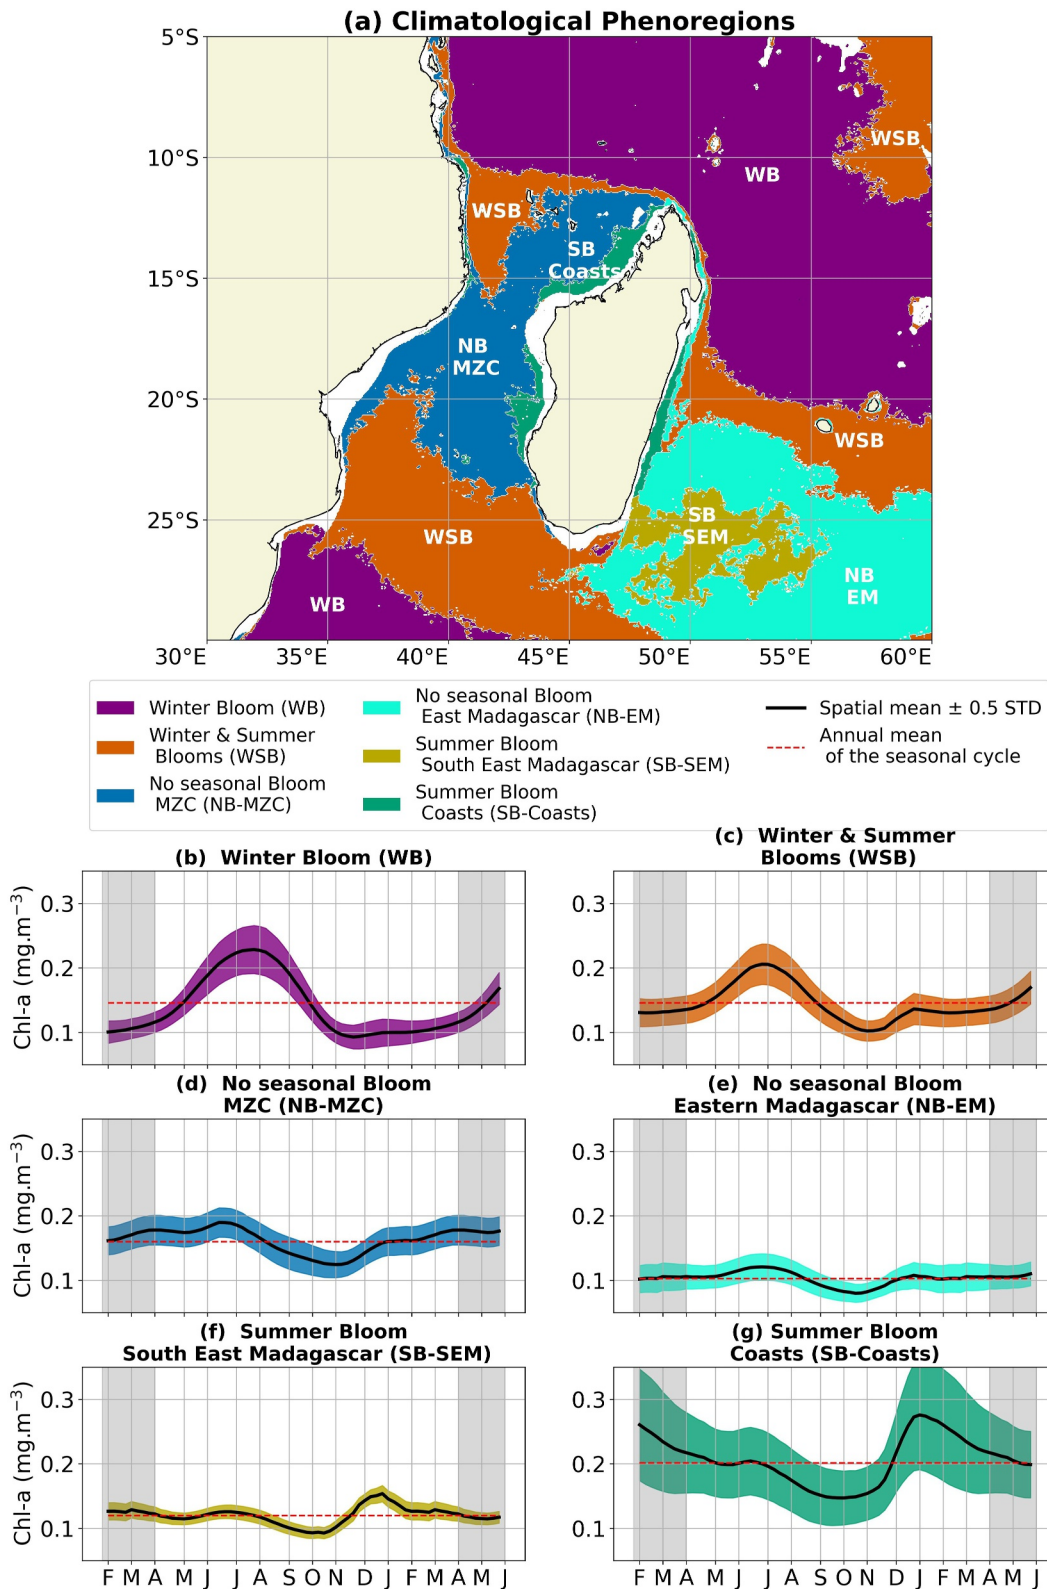 (a) Climatological Phenoregions
5°S
10°S
15°S
20°S
25°S
WSB
WB
WSB
SB
Coasts
NB
MZC
WSB
SB
SEM
WSB
NB
EM
WB
30°E 35°E 40°E 45°E 50°E 55°E 60°E
Winter Bloom (WB)
Winter & Summer
Blooms (WSB)
No seasonal Bloom
MZC (NB-MZC)
No seasonal Bloom
East Madagascar (NB-EM)
Summer Bloom
South East Madagascar (SB-SEM)
Summer Bloom
Coasts (SB-Coasts)
Spatial mean ± 0.5 STD
Annual mean
of the seasonal cycle
(b) Winter Bloom (WB)
Chl-a (mg.m⁻³)
0.3
0.2
0.1
(c) Winter & Summer
Blooms (WSB)
0.3
0.2
0.1
(d) No seasonal Bloom
MZC (NB-MZC)
Chl-a (mg.m⁻³)
0.3
0.2
0.1
(e) No seasonal Bloom
Eastern Madagascar (NB-EM)
0.3
0.2
0.1
(f) Summer Bloom
South East Madagascar (SB-SEM)
Chl-a (mg.m⁻³)
0.3
0.2
0.1
F M A M J J A S O N D J F M A M J
(g) Summer Bloom
Coasts (SB-Coasts)
0.3
0.2
0.1
F M A M J J A S O N D J F M A M J